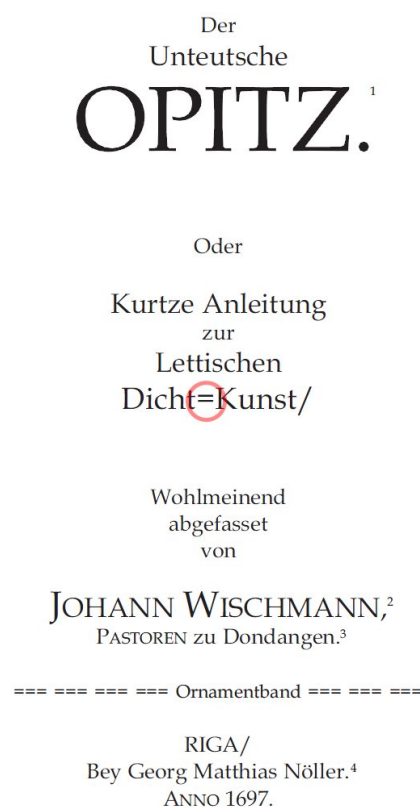 Der
Unteutsche
OPITZ.¹
Oder
Kurtze Anleitung
zur
Lettischen
Dicht=Kunst/
Wohlmeinend
abgefasset
von
JOHANN WISCHMANN,²
PASTOREN zu Dondangen.³
=== === === === Ornamentband === === ===
RIGA/
Bey Georg Matthias Nöller.⁴
ANNO 1697.